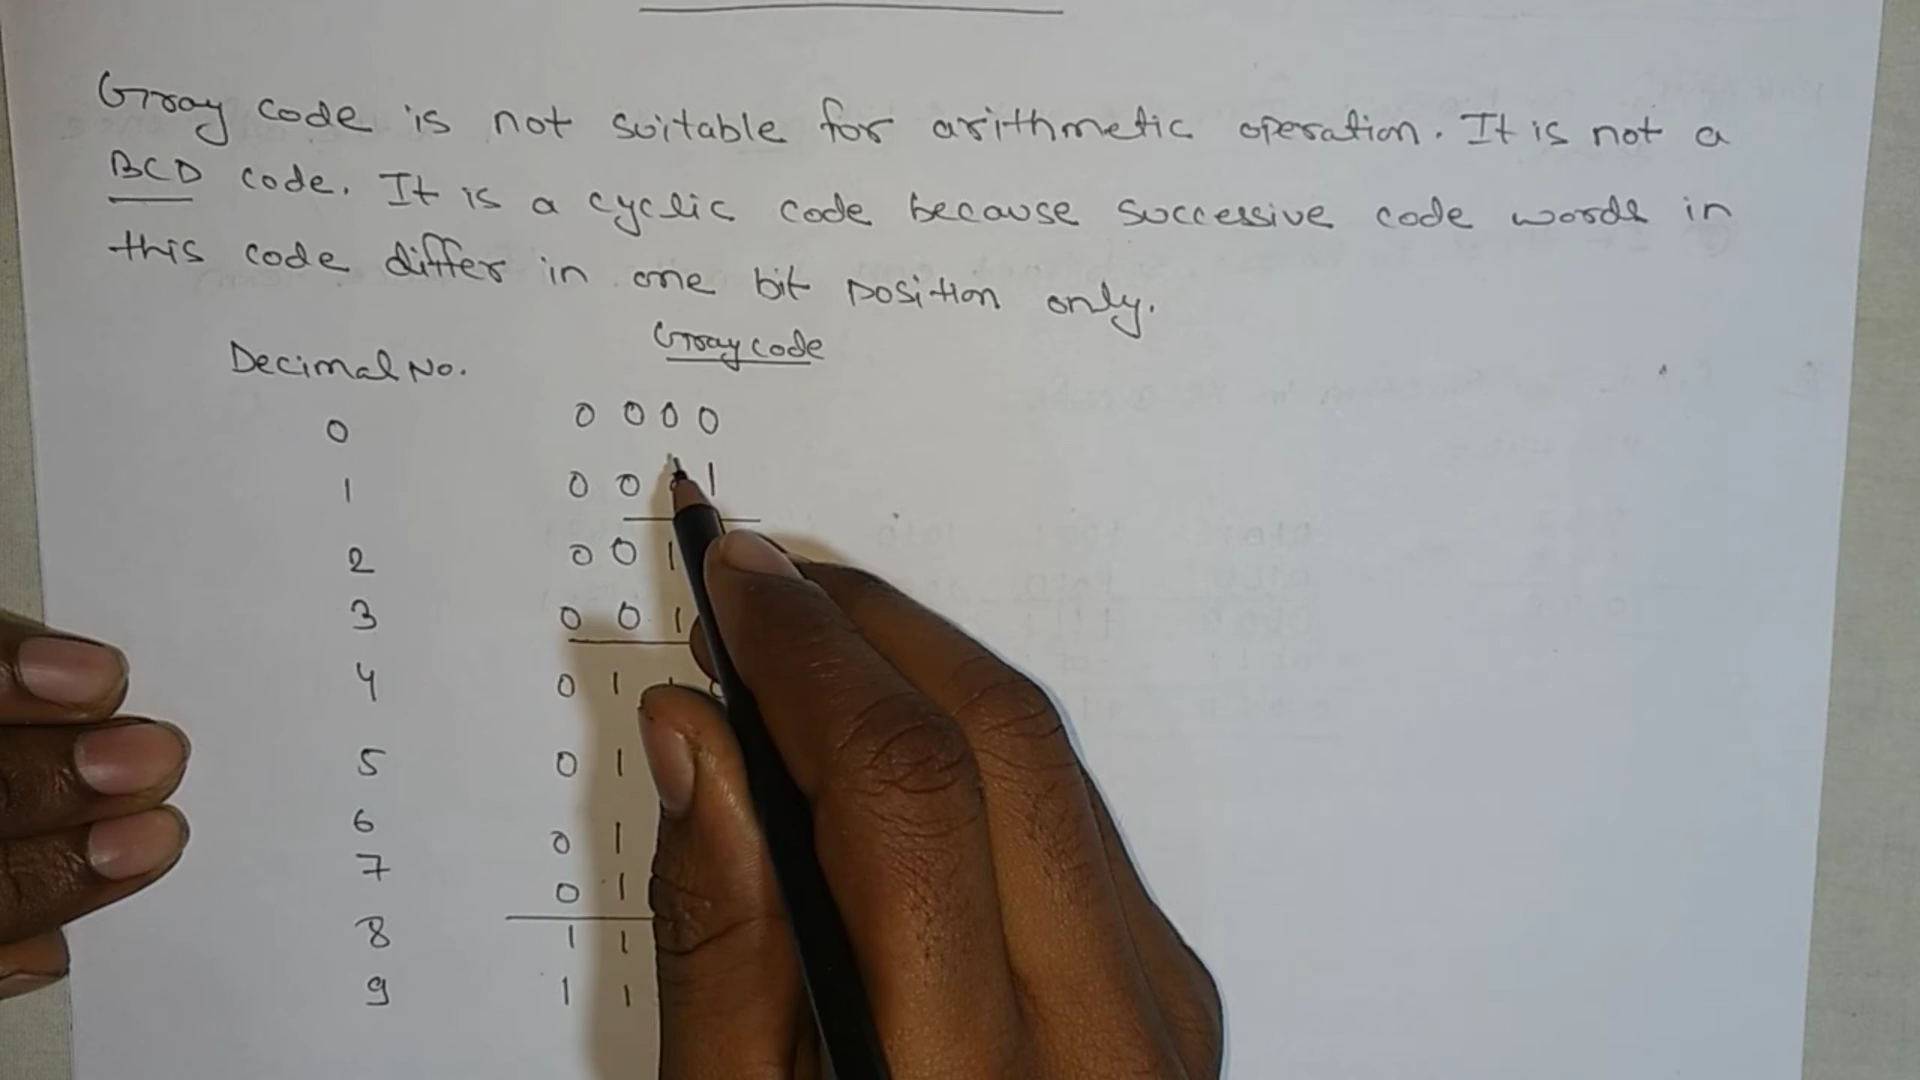 Gray code is not suitable for arithmetic operation. It is not a
BCD code. It is a cyclic code because successive code words in
this code differ in one bit position only.
Decimal No. Gray code
0 0 0 0 0
1 0 0 0 1
2 0 0 1
3 0 0 1
4 0 1 1
5 0 1
6 0 1
7 0 1
8 1 1
9 1 1